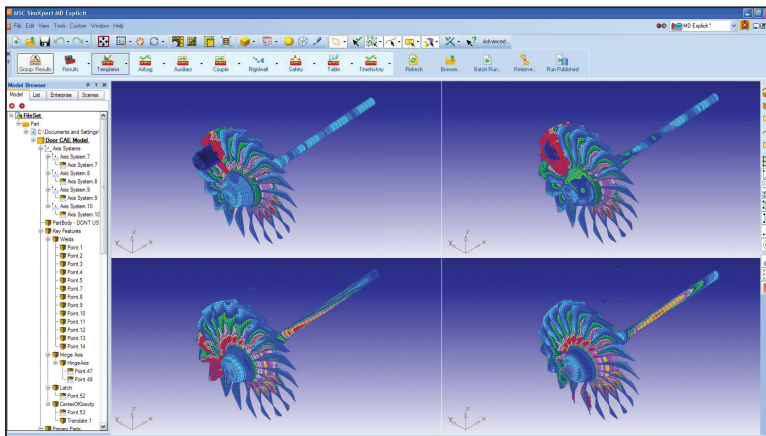 MSC SimXpert MD Explicit
File Edit View Tools Custom Window Help
MD Explicit *
Advanced...
Group Results Results Templates Airbag Auxiliary Couple Rigidwall Safety Table Timehistory Refresh Browse... Batch Run... Retrieve... Run Published
Model Browser
Model List Enterprise Scenes
FileSet
Part
C:\Documents and Settings\
Door CAE Model
Axis Systems
Axis System.7
Axis System.7
Axis System.8
Axis System.8
Axis System.9
Axis System.9
Axis System.10
Axis System.10
PartBody - DONT US
Key Features
Welds
Point.1
Point.2
Point.3
Point.4
Point.5
Point.7
Point.8
Point.9
Point.10
Point.11
Point.12
Point.13
Point.14
Hinge Axis
HingeAxis
Point.47
Point.48
Latch
Point.52
CenterOfGravity
Point.53
Translate.1
Primary Parts
Z
Y X
Z
Y X
Z
Y X
Z
Y X